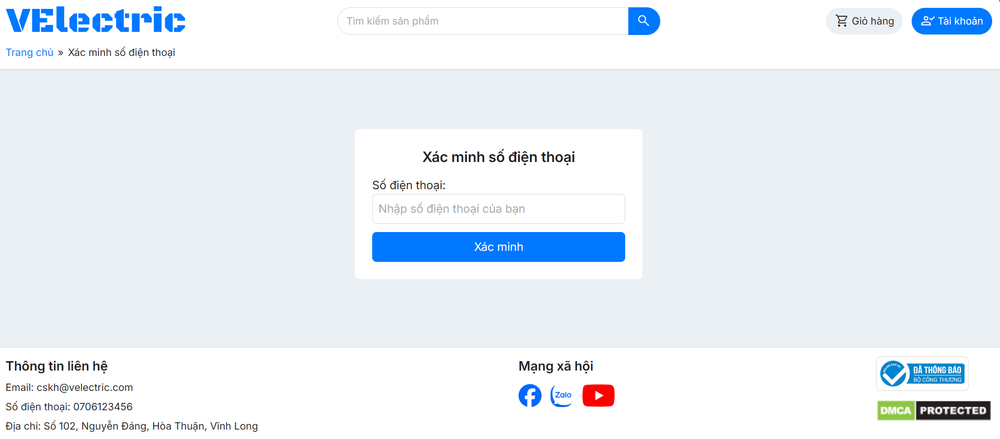 VElectric
Tìm kiếm sản phẩm
Giỏ hàng
Tài khoản
Trang chủ » Xác minh số điện thoại
Xác minh số điện thoại
Số điện thoại:
Nhập số điện thoại của bạn
Xác minh
Thông tin liên hệ
Email: cskh@velectric.com
Số điện thoại: 0706123456
Địa chỉ: Số 102, Nguyễn Đáng, Hòa Thuận, Vĩnh Long
Mạng xã hội
Zalo
ONLINE.GOV.VN
ĐÃ THÔNG BÁO
BỘ CÔNG THƯƠNG
DMCA PROTECTED